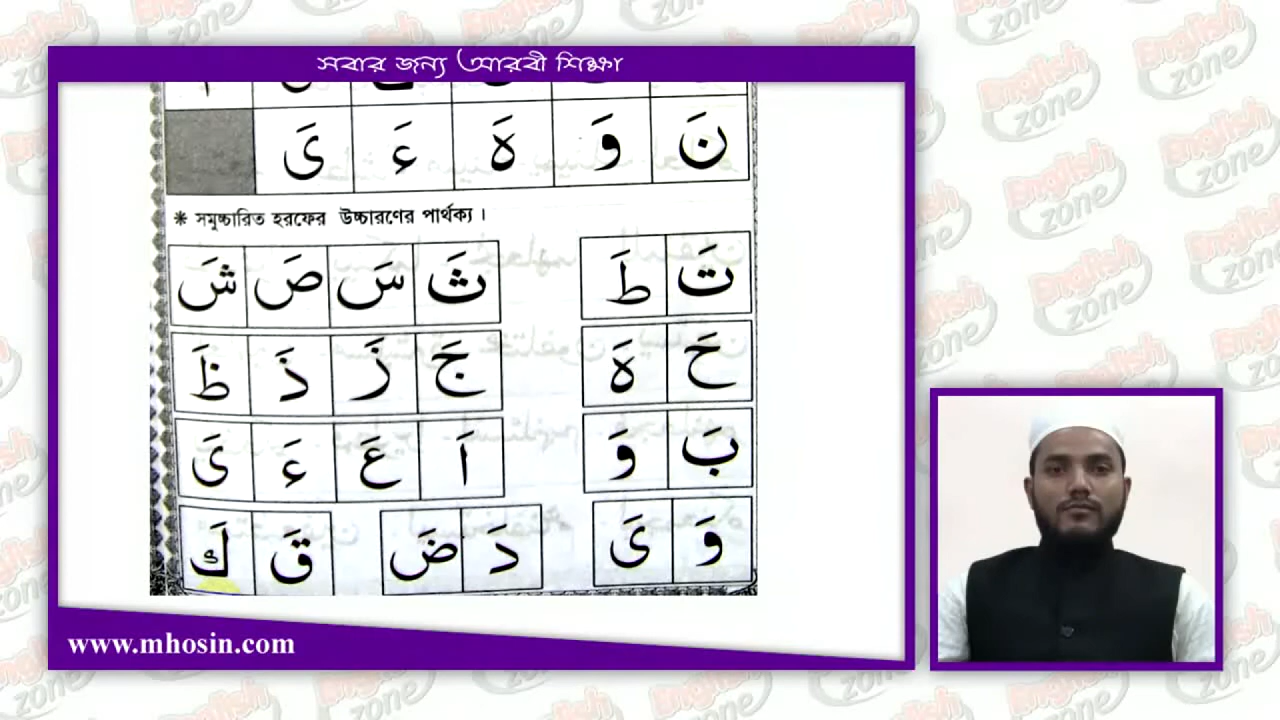 সবার জন্য আরবী শিক্ষা
نَ وَ هَ ءَ ىَ
* সমুচ্চারিত হরফের উচ্চারণের পার্থক্য।
تَ طَ ثَ سَ صَ شَ
حَ هَ جَ زَ ذَ ظَ
بَ وَ اَ عَ ءَ ىَ
وَ ىَ دَ ضَ قَ كَ
www.mhosin.com
English zone